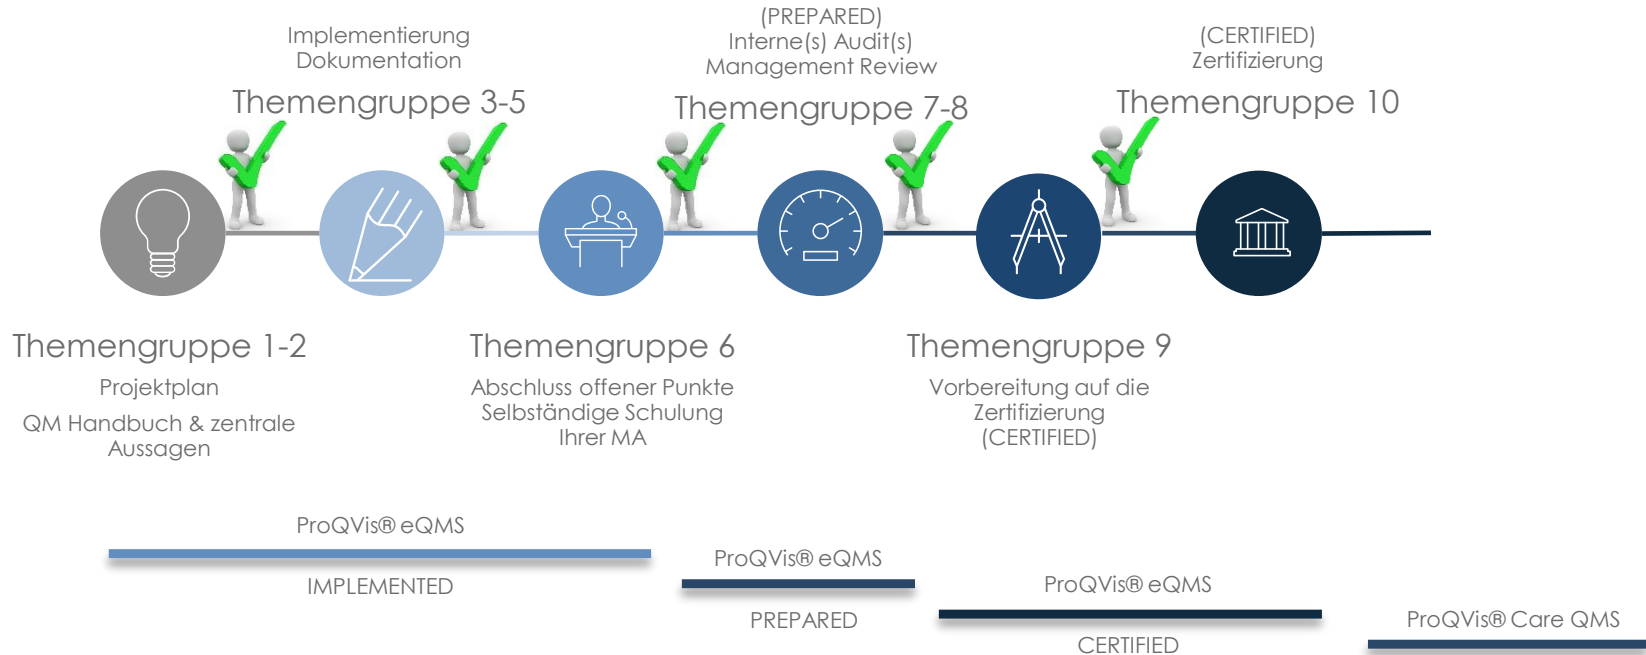 Implementierung
Dokumentation
Themengruppe 3-5
(PREPARED)
Interne(s) Audit(s)
Management Review
Themengruppe 7-8
(CERTIFIED)
Zertifizierung
Themengruppe 10
Themengruppe 1-2
Projektplan
QM Handbuch & zentrale
Aussagen
Themengruppe 6
Abschluss offener Punkte
Selbständige Schulung
Ihrer MA
Themengruppe 9
Vorbereitung auf die
Zertifizierung
(CERTIFIED)
ProQVis® eQMS
IMPLEMENTED
ProQVis® eQMS
PREPARED
ProQVis® eQMS
CERTIFIED
ProQVis® Care QMS